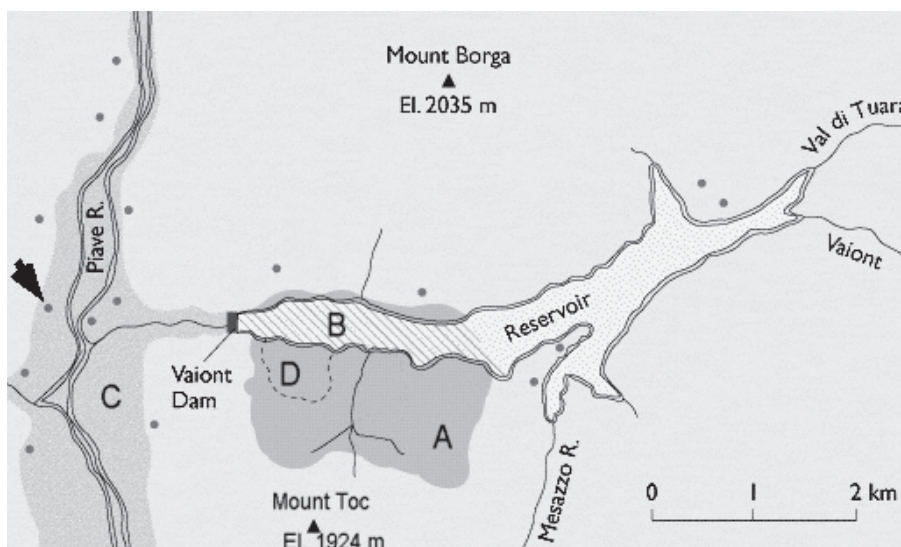 Mount Borga
El. 2035 m
Val di Tuara
Piave R.
Vaiont
Reservoir
B
Vaiont
Dam
D
C
A
Mount Toc
El. 1924 m
Mesazzo R.
0 1 2 km